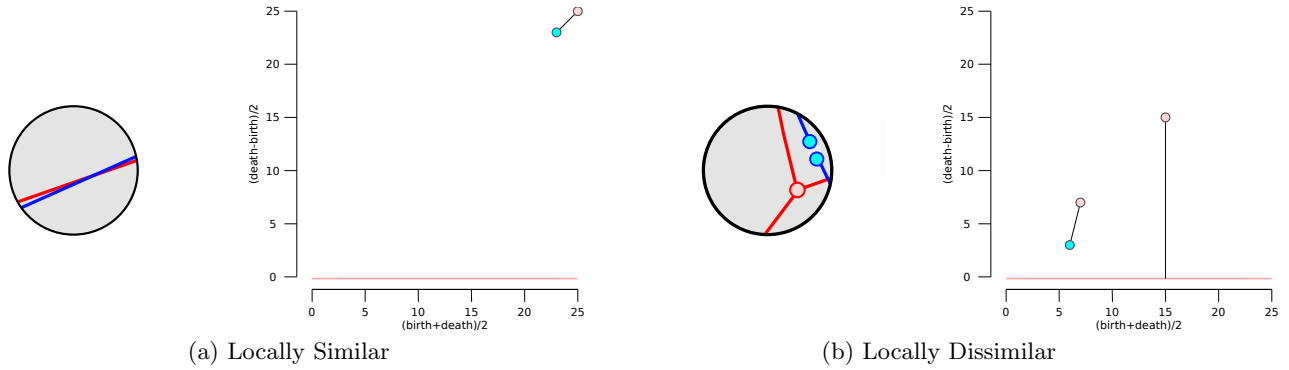 25
20
15
10
5
0
(death-birth)/2
0 5 10 15 20 25
(birth+death)/2
(a) Locally Similar
25
20
15
10
5
0
(death-birth)/2
0 5 10 15 20 25
(birth+death)/2
(b) Locally Dissimilar